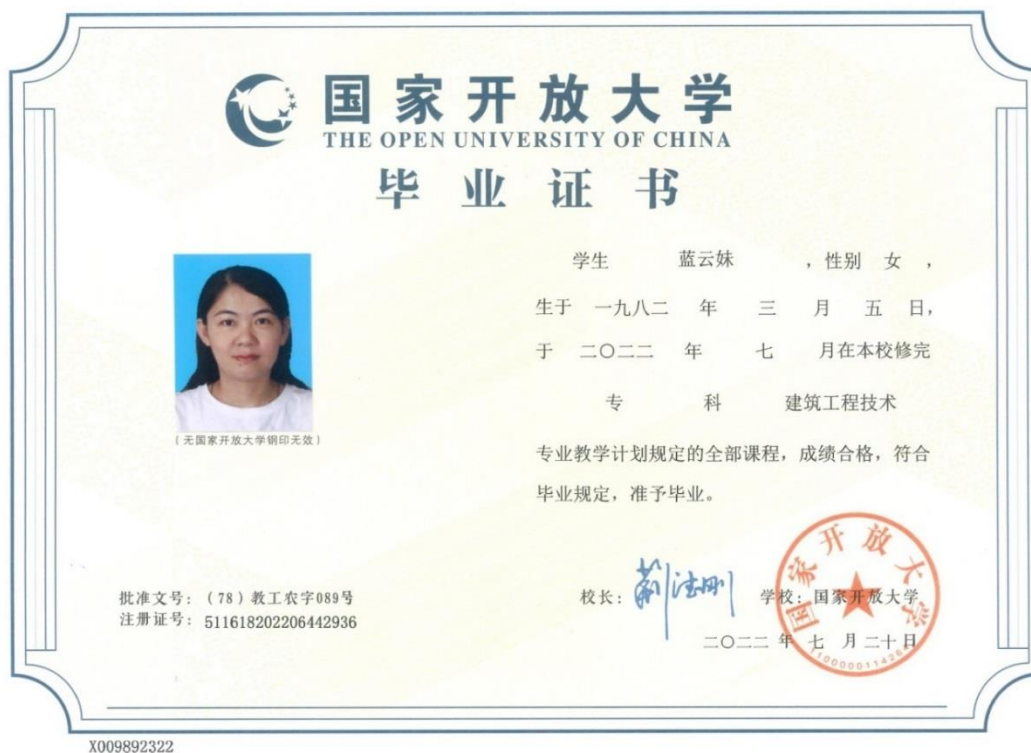 国家开放大学
THE OPEN UNIVERSITY OF CHINA
毕业证书
学生 蓝云妹 ，性别 女 ，
生于 一九八二 年 三 月 五 日，
于 二〇二二 年 七 月在本校修完
专 科 建筑工程技术
专业教学计划规定的全部课程，成绩合格，符合
毕业规定，准予毕业。
（无国家开放大学钢印无效）
批准文号：（78）教工农字089号
注册证号：511618202206442936
校长：荆德刚 学校：国家开放大学
二〇二二 年 七 月 二十 日
国家开放大学
X009892322